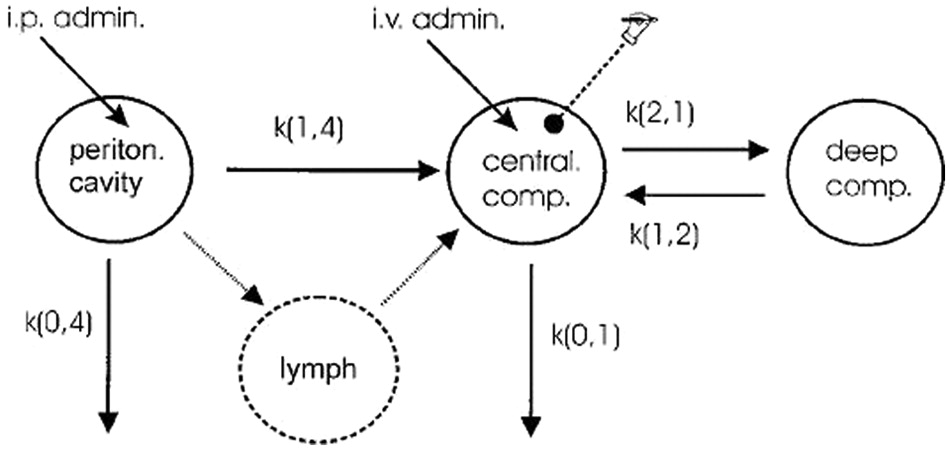 i.p. admin.
i.v. admin.
k(1,4)
k(2,1)
periton.
cavity
central.
comp.
deep
comp.
k(1,2)
k(0,4)
lymph
k(0,1)